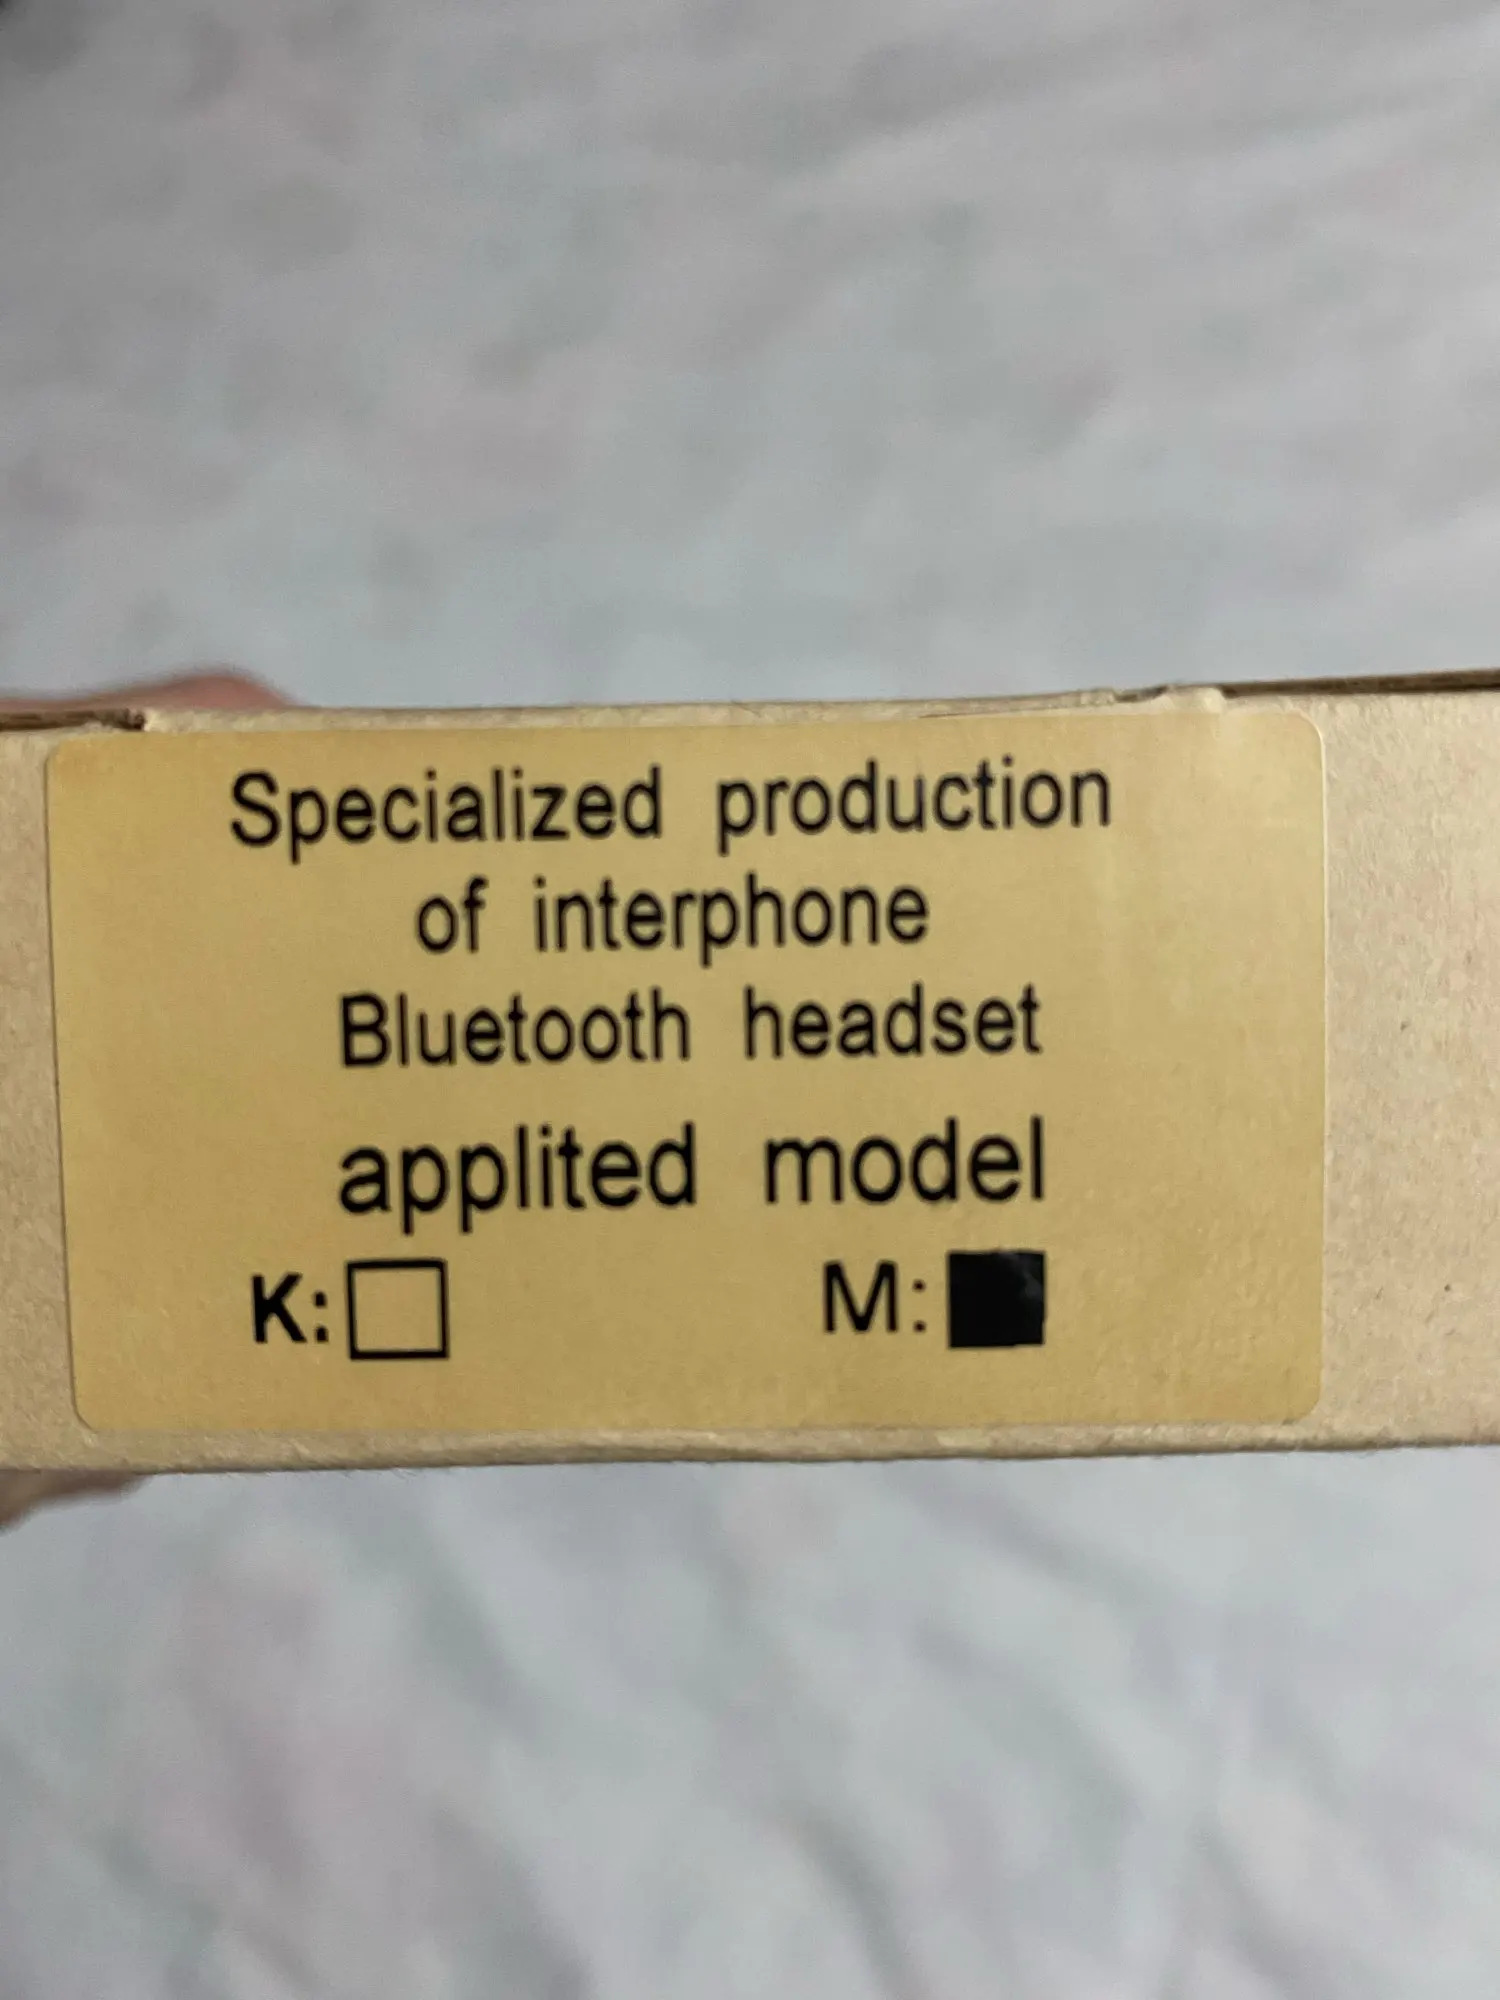 Specialized production
of interphone
Bluetooth headset
applited model
K: M: